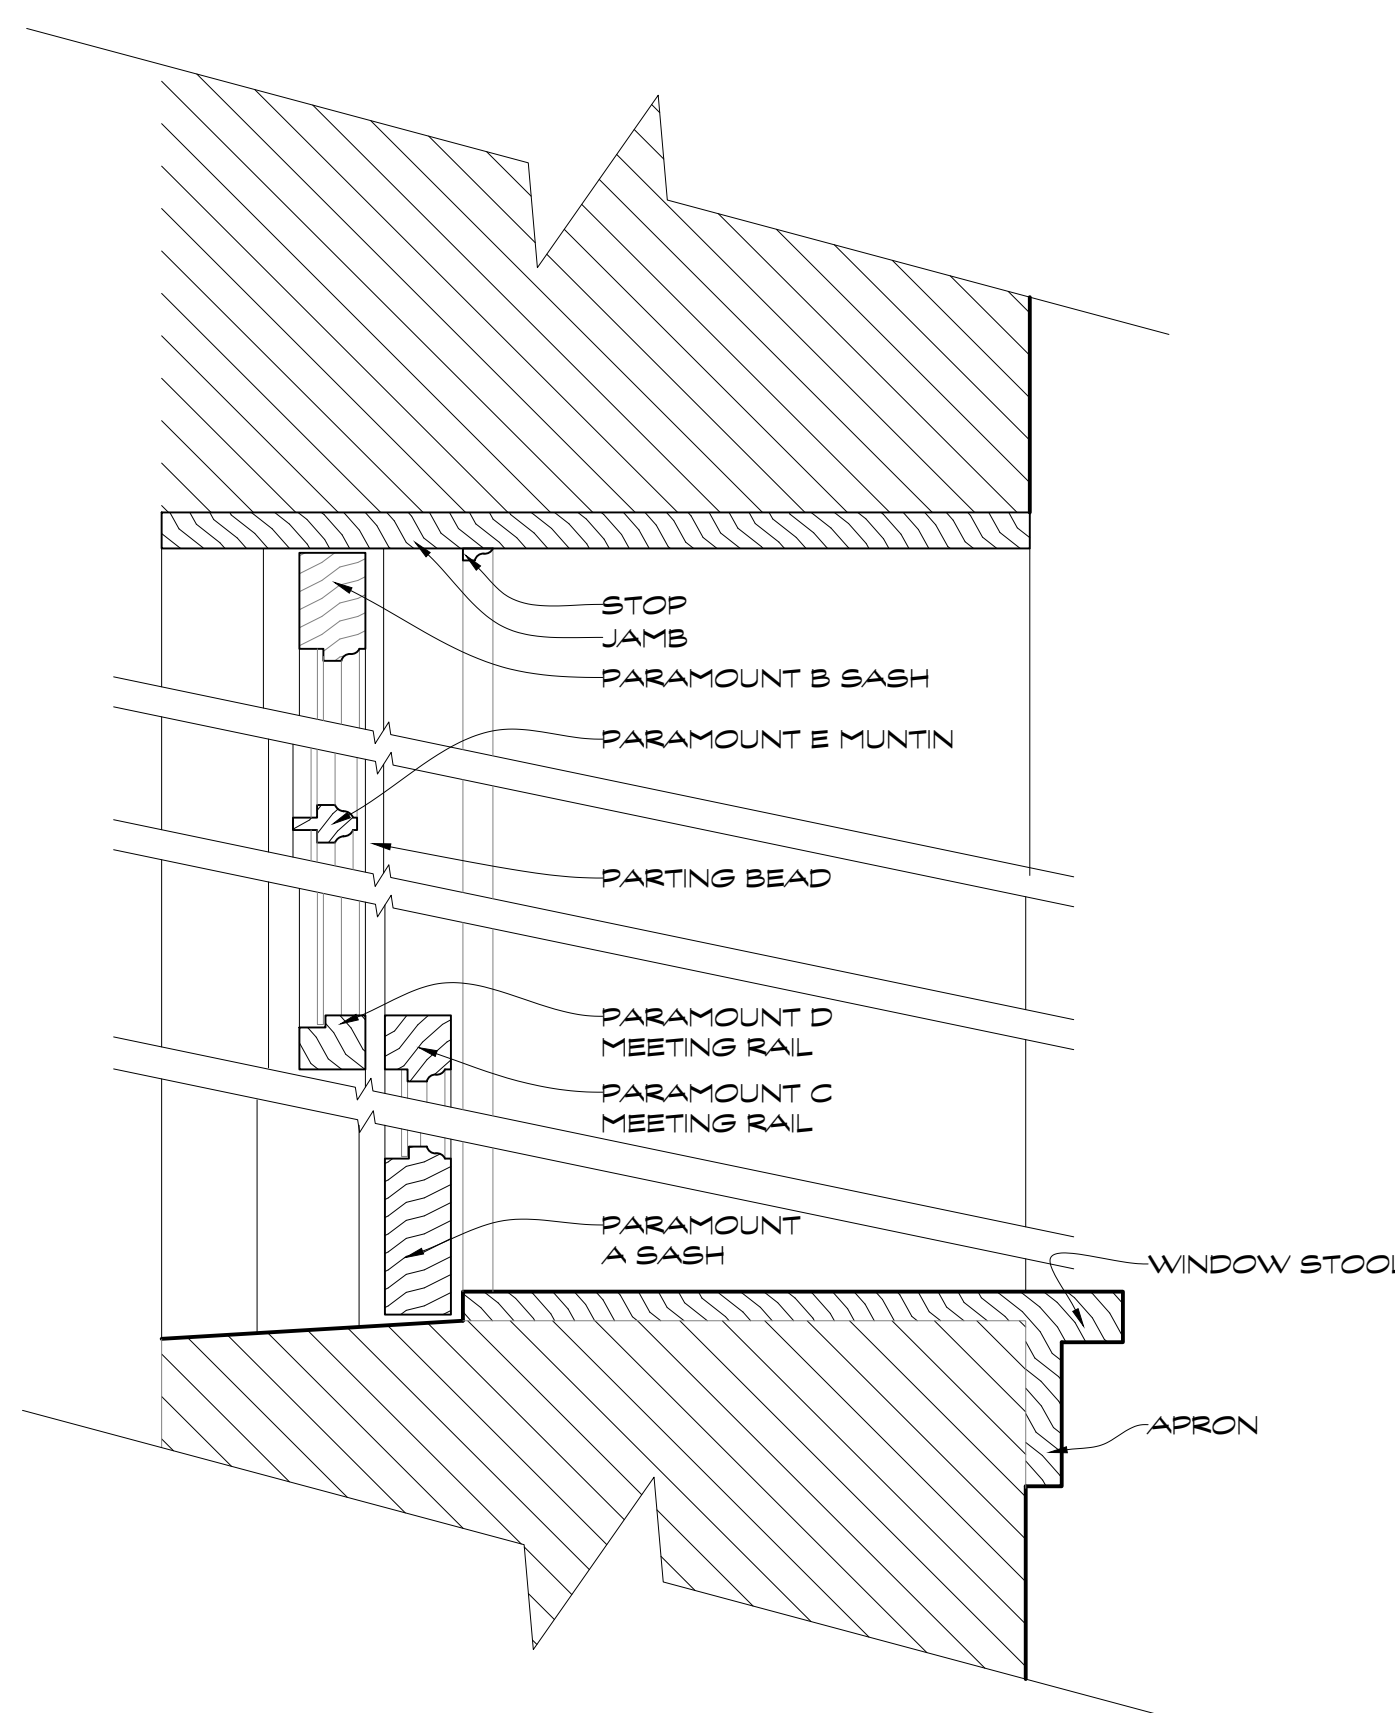 STOP
JAMB
PARAMOUNT B SASH
PARAMOUNT E MUNTIN
PARTING BEAD
PARAMOUNT D
MEETING RAIL
PARAMOUNT C
MEETING RAIL
PARAMOUNT
A SASH
WINDOW STOOL
APRON